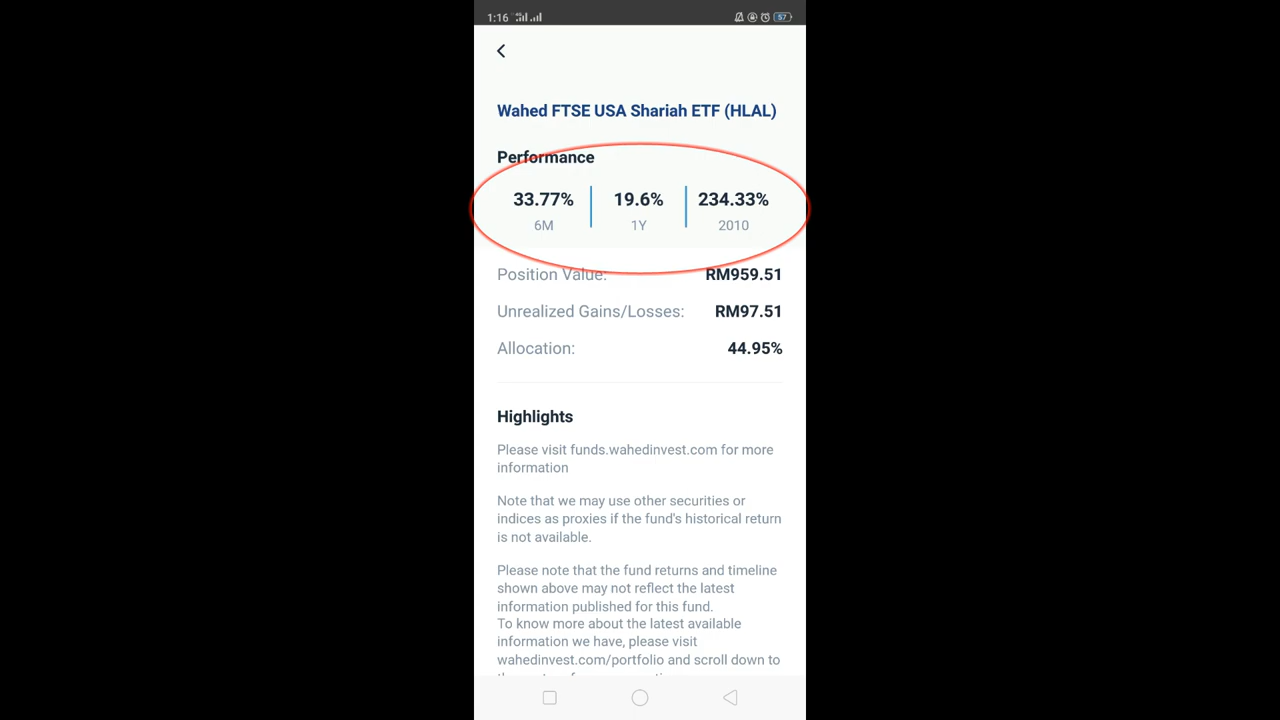 1:16
57
Wahed FTSE USA Shariah ETF (HLAL)
Performance
33.77% 19.6% 234.33%
6M 1Y 2010
Position Value: RM959.51
Unrealized Gains/Losses: RM97.51
Allocation: 44.95%
Highlights
Please visit funds.wahedinvest.com for more
information
Note that we may use other securities or
indices as proxies if the fund's historical return
is not available.
Please note that the fund returns and timeline
shown above may not reflect the latest
information published for this fund.
To know more about the latest available
information we have, please visit
wahedinvest.com/portfolio and scroll down to